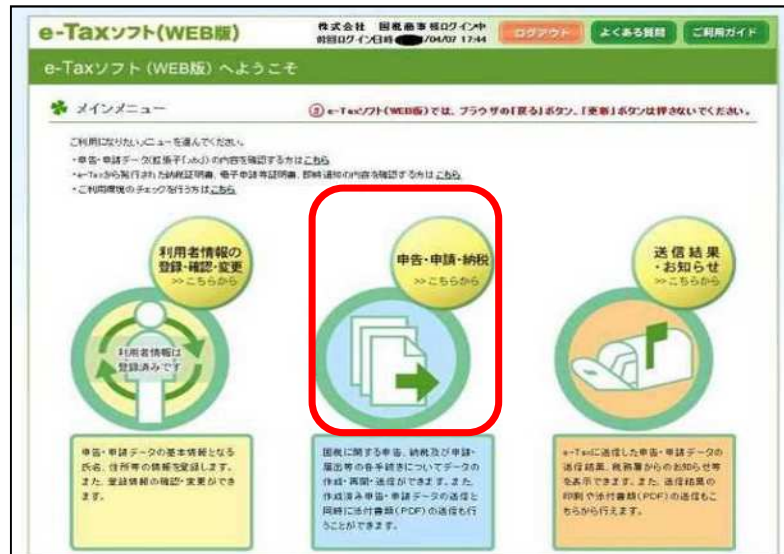 e-Taxソフト(WEB版)
株式会社 国税商事様ログイン中
前回ログイン日時 /04/07 17:44
ログアウト
よくある質問
ご利用ガイド
e-Taxソフト(WEB版)へようこそ
メインメニュー
e-Taxソフト(WEB版)では、ブラウザの「戻る」ボタン、「更新」ボタンは押さないでください。
ご利用になりたいメニューを選んでください。
・申告・申請データ(拡張子「.xtx」)の内容を確認する方はこちら
・e-Taxから発行された納税証明書、電子申請等証明書、即時通知の内容を確認する方はこちら
・ご利用環境のチェックを行う方はこちら
利用者情報の
登録・確認・変更
>>こちらから
利用者情報は
登録済みです
申告・申請データの基本情報となる
氏名、住所等の情報を登録します。
また、登録情報の確認・変更ができ
ます。
申告・申請・納税
>>こちらから
国税に関する申告、納税及び申請・
届出等の各手続きについてデータの
作成・再開・送信ができます。また、
作成済み申告・申請データの送信と
同時に添付書類(PDF)の送信も行
うことができます。
送信結果
・お知らせ
>>こちらから
e-Taxに送信した申告・申請データの
送信結果、税務署からのお知らせ等
を表示できます。また、送信結果の
印刷や添付書類(PDF)の送信もこ
ちらから行えます。